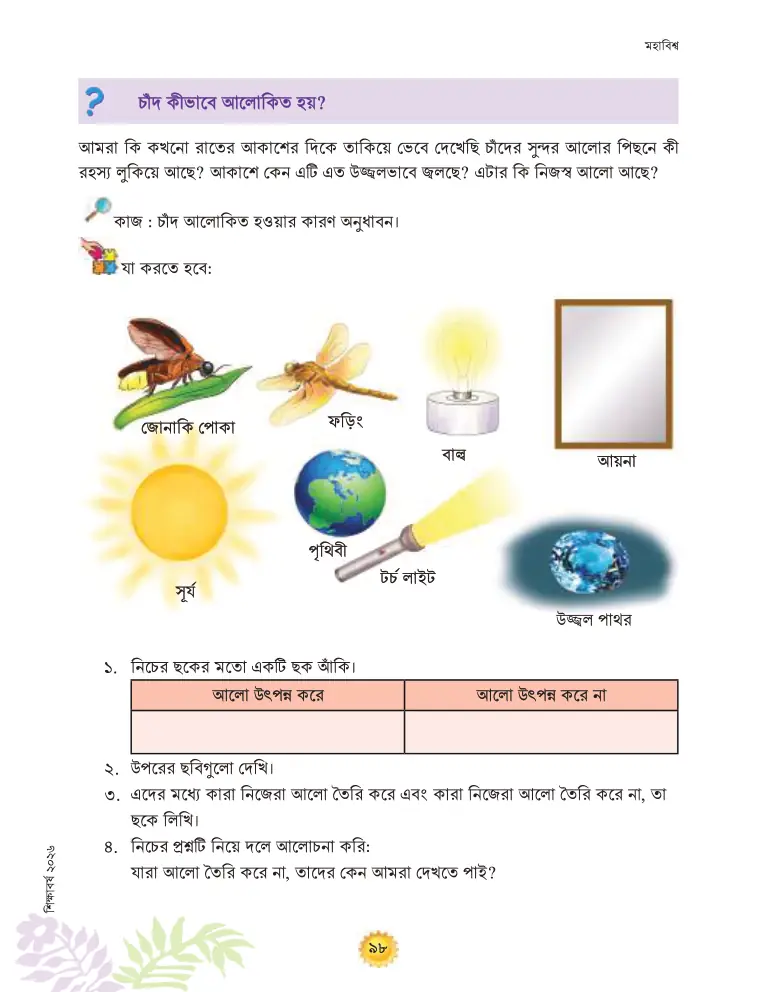 মহাবিশ্ব
? চাঁদ কীভাবে আলোকিত হয়?
আমরা কি কখনো রাতের আকাশের দিকে তাকিয়ে ভেবে দেখেছি চাঁদের সুন্দর আলোর পিছনে কী
রহস্য লুকিয়ে আছে? আকাশে কেন এটি এত উজ্জ্বলভাবে জ্বলছে? এটার কি নিজস্ব আলো আছে?
কাজ : চাঁদ আলোকিত হওয়ার কারণ অনুধাবন।
যা করতে হবে:
জোনাকি পোকা
ফড়িং
বাল্ব
আয়না
সূর্য
পৃথিবী
টর্চ লাইট
উজ্জ্বল পাথর
১. নিচের ছকের মতো একটি ছক আঁকি।
আলো উৎপন্ন করে
আলো উৎপন্ন করে না
২. উপরের ছবিগুলো দেখি।
৩. এদের মধ্যে কারা নিজেরা আলো তৈরি করে এবং কারা নিজেরা আলো তৈরি করে না, তা
ছকে লিখি।
৪. নিচের প্রশ্নটি নিয়ে দলে আলোচনা করি:
যারা আলো তৈরি করে না, তাদের কেন আমরা দেখতে পাই?
শিক্ষাবর্ষ ২০২৬
৯৮